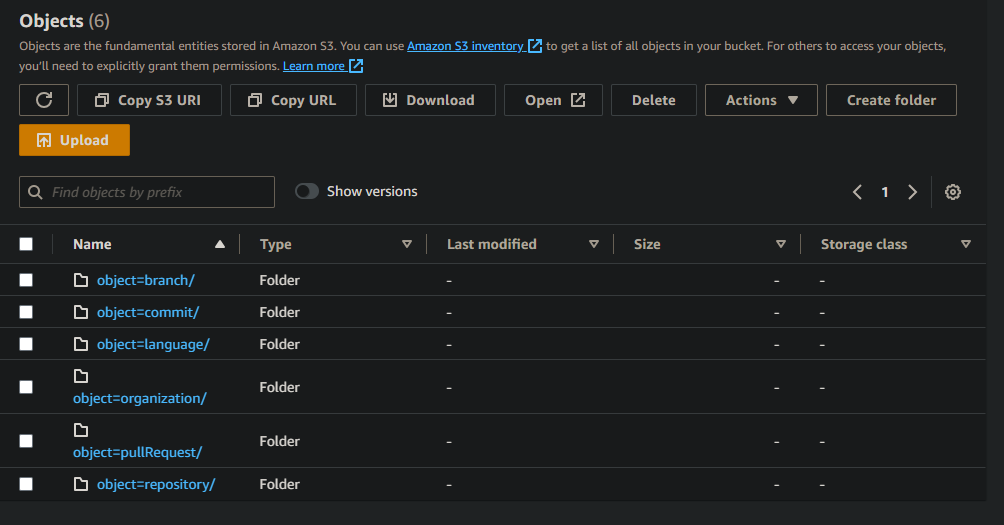 Objects (6)
Objects are the fundamental entities stored in Amazon S3. You can use Amazon S3 inventory to get a list of all objects in your bucket. For others to access your objects,
you'll need to explicitly grant them permissions. Learn more
Copy S3 URI Copy URL Download Open Delete Actions Create folder
Upload
Find objects by prefix Show versions 1
Name Type Last modified Size Storage class
object=branch/ Folder - - -
object=commit/ Folder - - -
object=language/ Folder - - -
object=organization/ Folder - - -
object=pullRequest/ Folder - - -
object=repository/ Folder - - -